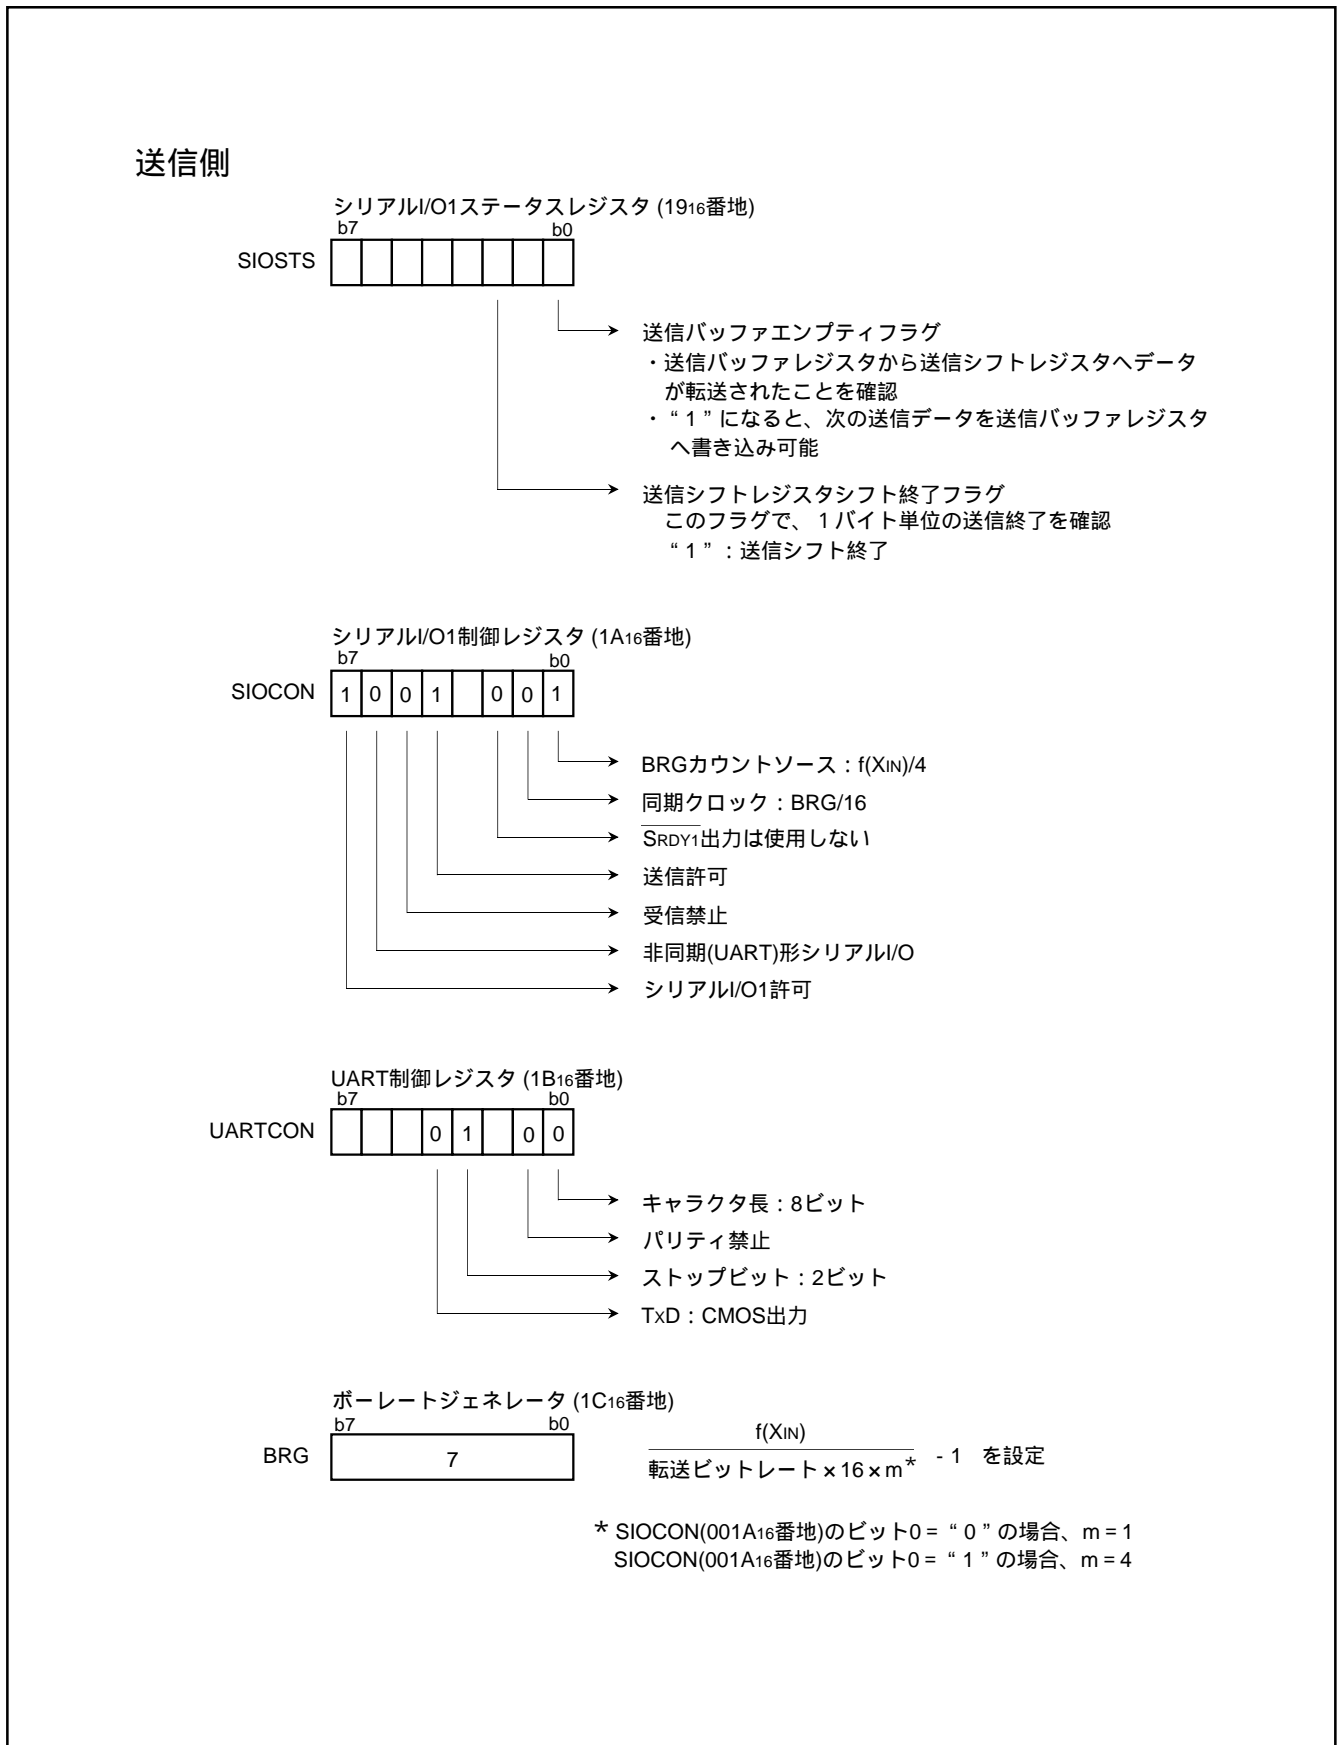 送信側
シリアルI/O1ステータスレジスタ (1916番地)
b7 b0
SIOSTS
送信バッファエンプティフラグ
・送信バッファレジスタから送信シフトレジスタへデータ
が転送されたことを確認
・“1”になると、次の送信データを送信バッファレジスタ
へ書き込み可能
送信シフトレジスタシフト終了フラグ
このフラグで、1バイト単位の送信終了を確認
“1”:送信シフト終了
シリアルI/O1制御レジスタ (1A16番地)
b7 b0
SIOCON 1 0 0 1 0 0 1
BRGカウントソース:f(XIN)/4
同期クロック:BRG/16
SRDY1出力は使用しない
送信許可
受信禁止
非同期(UART)形シリアルI/O
シリアルI/O1許可
UART制御レジスタ (1B16番地)
b7 b0
UARTCON 0 1 0 0
キャラクタ長:8ビット
パリティ禁止
ストップビット:2ビット
TxD:CMOS出力
ボーレートジェネレータ (1C16番地)
b7 b0
BRG 7
f(XIN)
転送ビットレート×16×m* - 1 を設定
* SIOCON(001A16番地)のビット0=“0”の場合、m=1
SIOCON(001A16番地)のビット0=“1”の場合、m=4